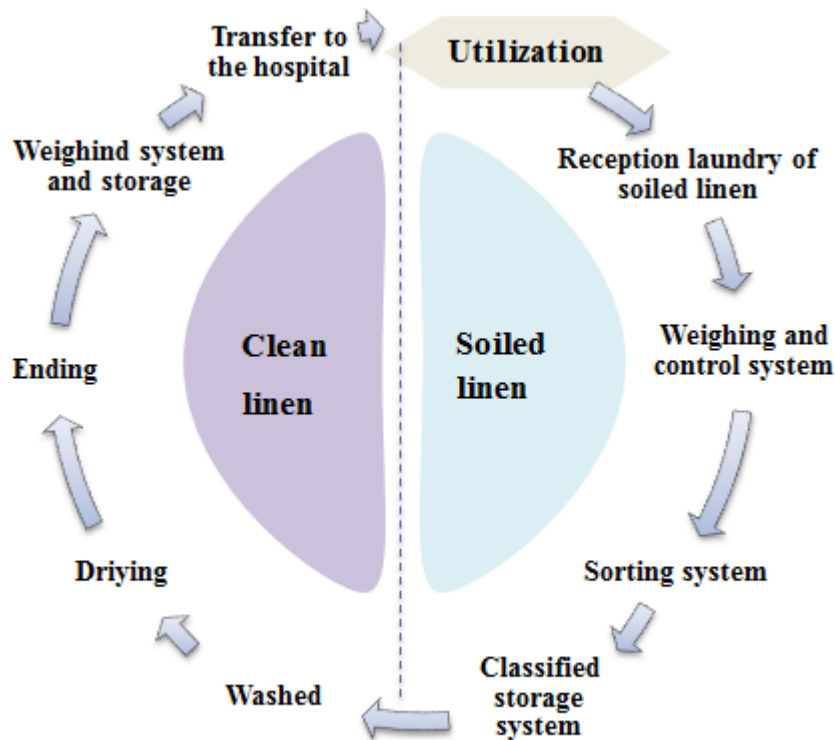 Transfer to
the hospital
Utilization
Reception laundry of
soiled linen
Weighing and
control system
Sorting system
Classified
storage
system
Washed
Driying
Ending
Weighind system
and storage
Clean
linen
Soiled
linen